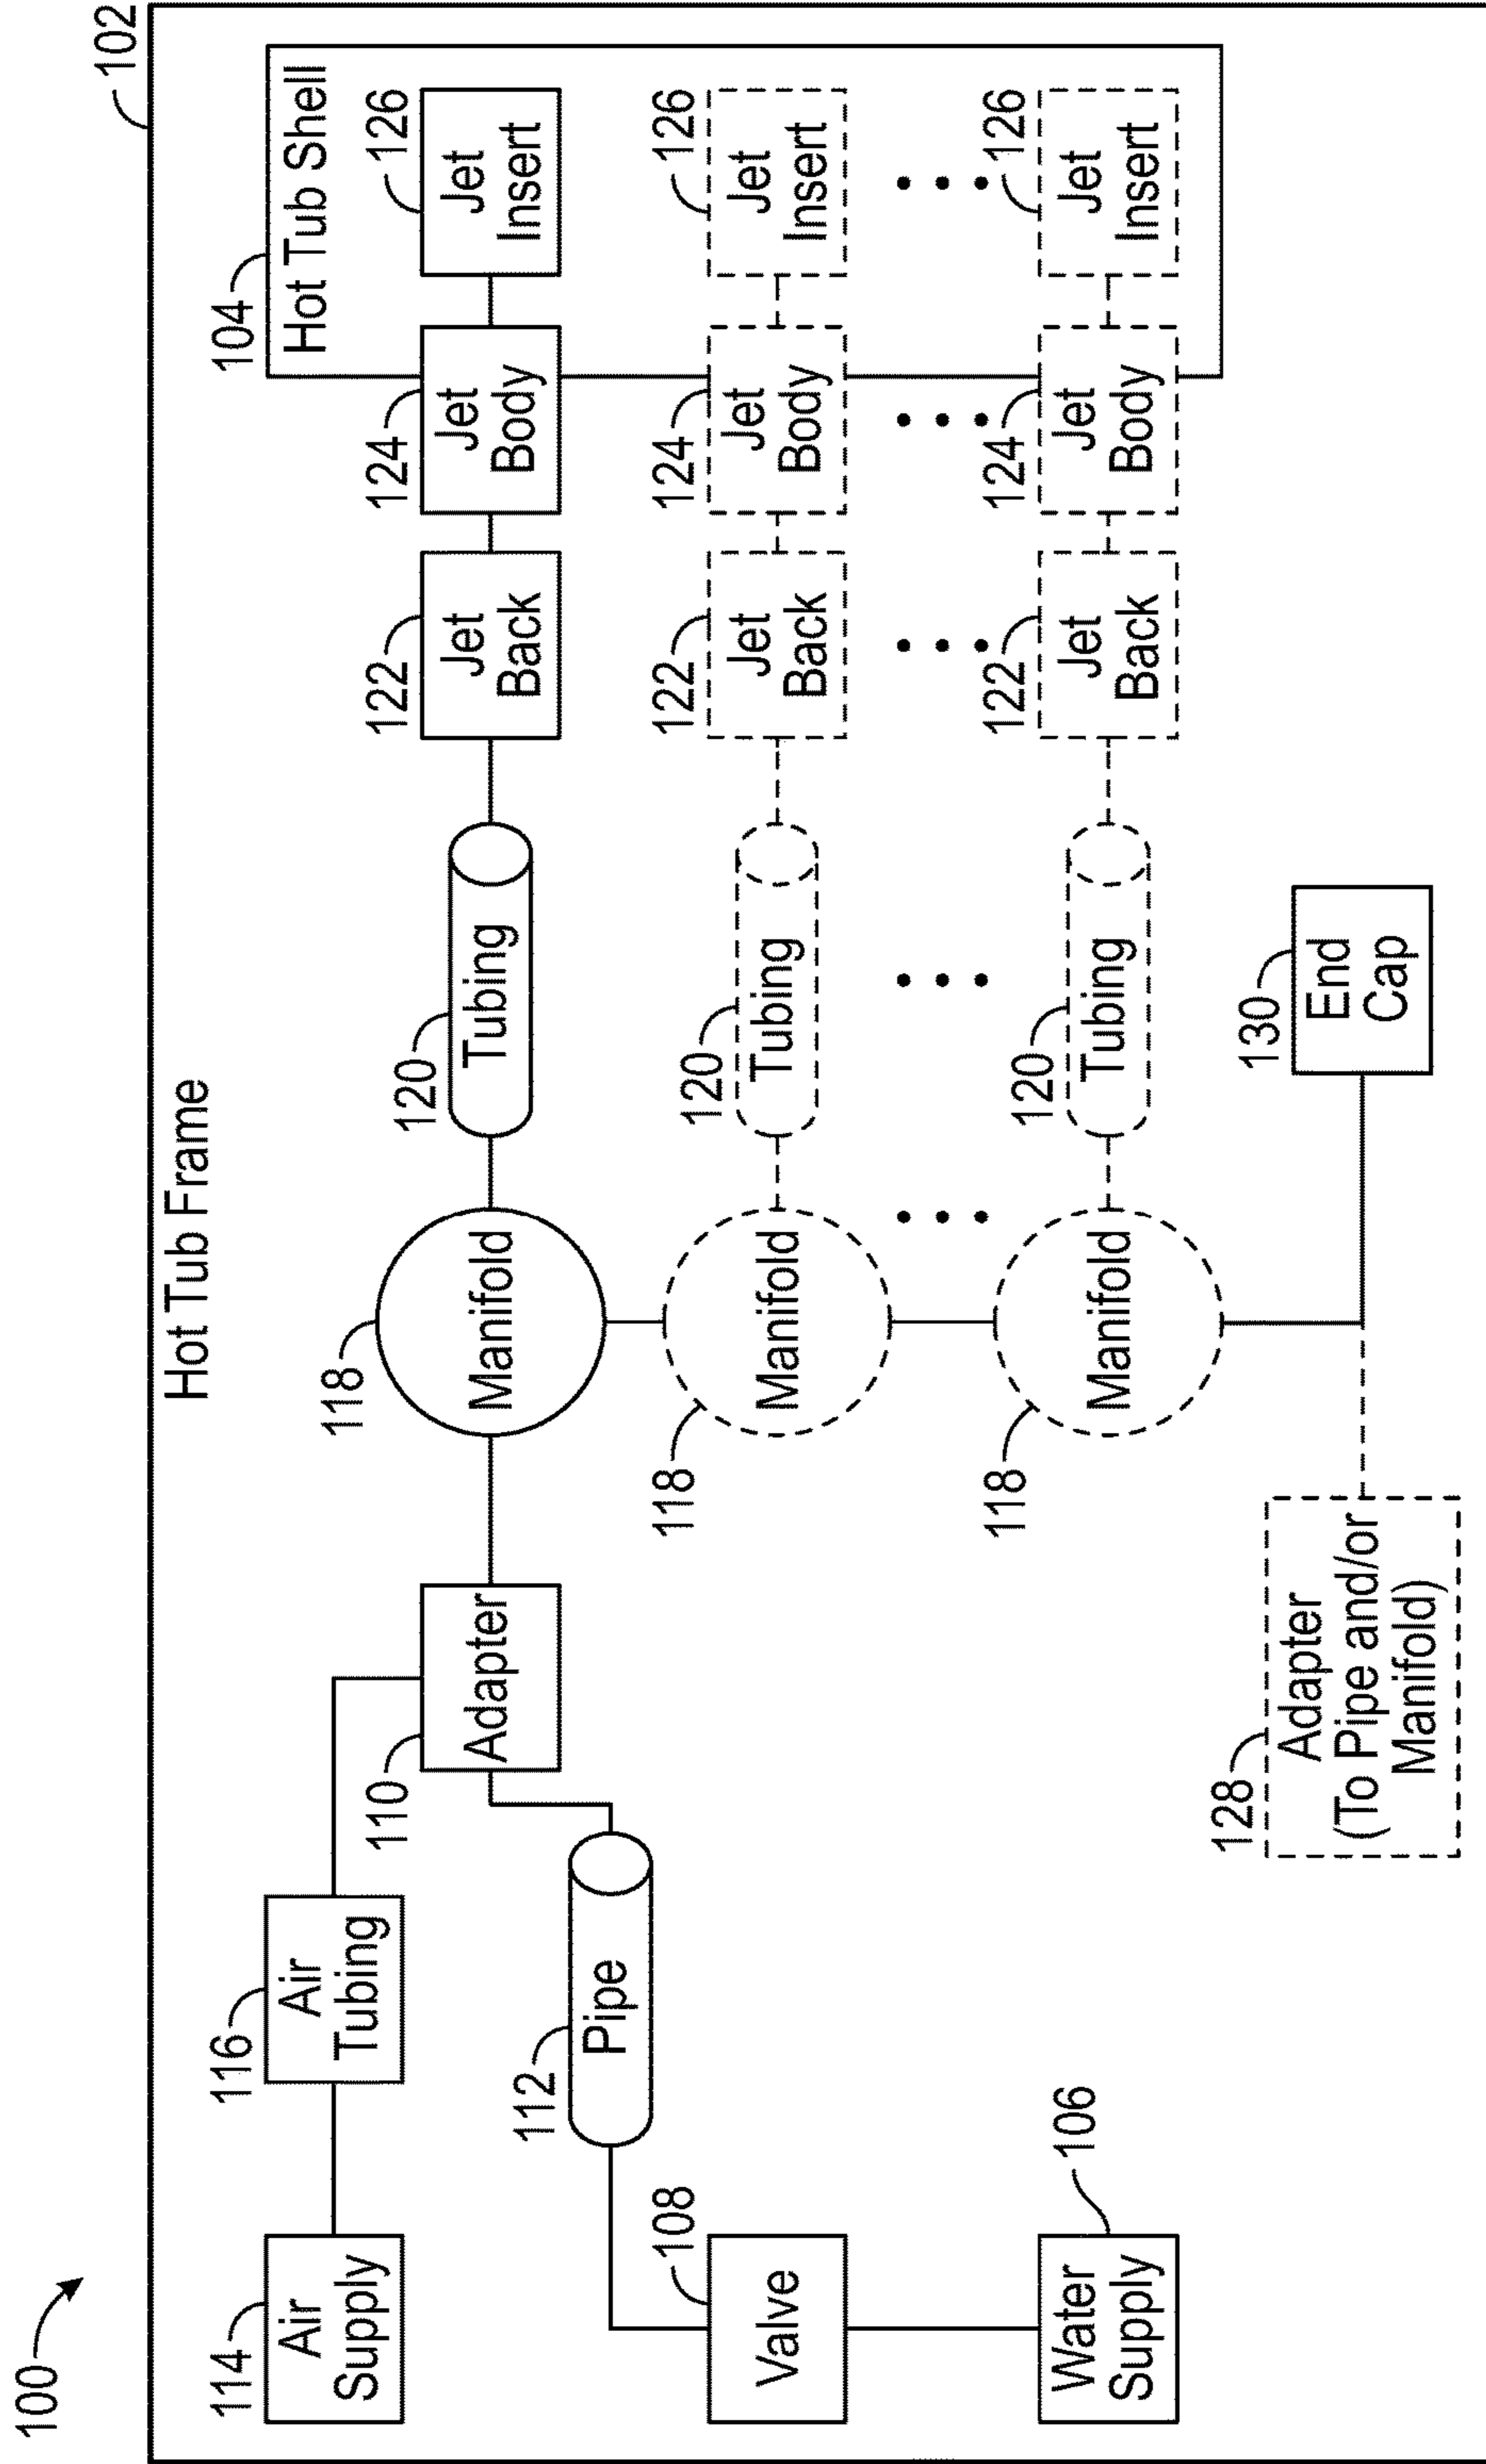 100
102
Hot Tub Frame
104
Hot Tub Shell
114
Air
Supply
116
Air
Tubing
110
Adapter
118
Manifold
120
Tubing
122
Jet
Back
124
Jet
Body
126
Jet
Insert
112
Pipe
108
Valve
118
Manifold
120
Tubing
122
Jet
Back
124
Jet
Body
126
Jet
Insert
106
Water
Supply
118
Manifold
120
Tubing
122
Jet
Back
124
Jet
Body
126
Jet
Insert
128
Adapter
(To Pipe and/or
Manifold)
130
End
Cap